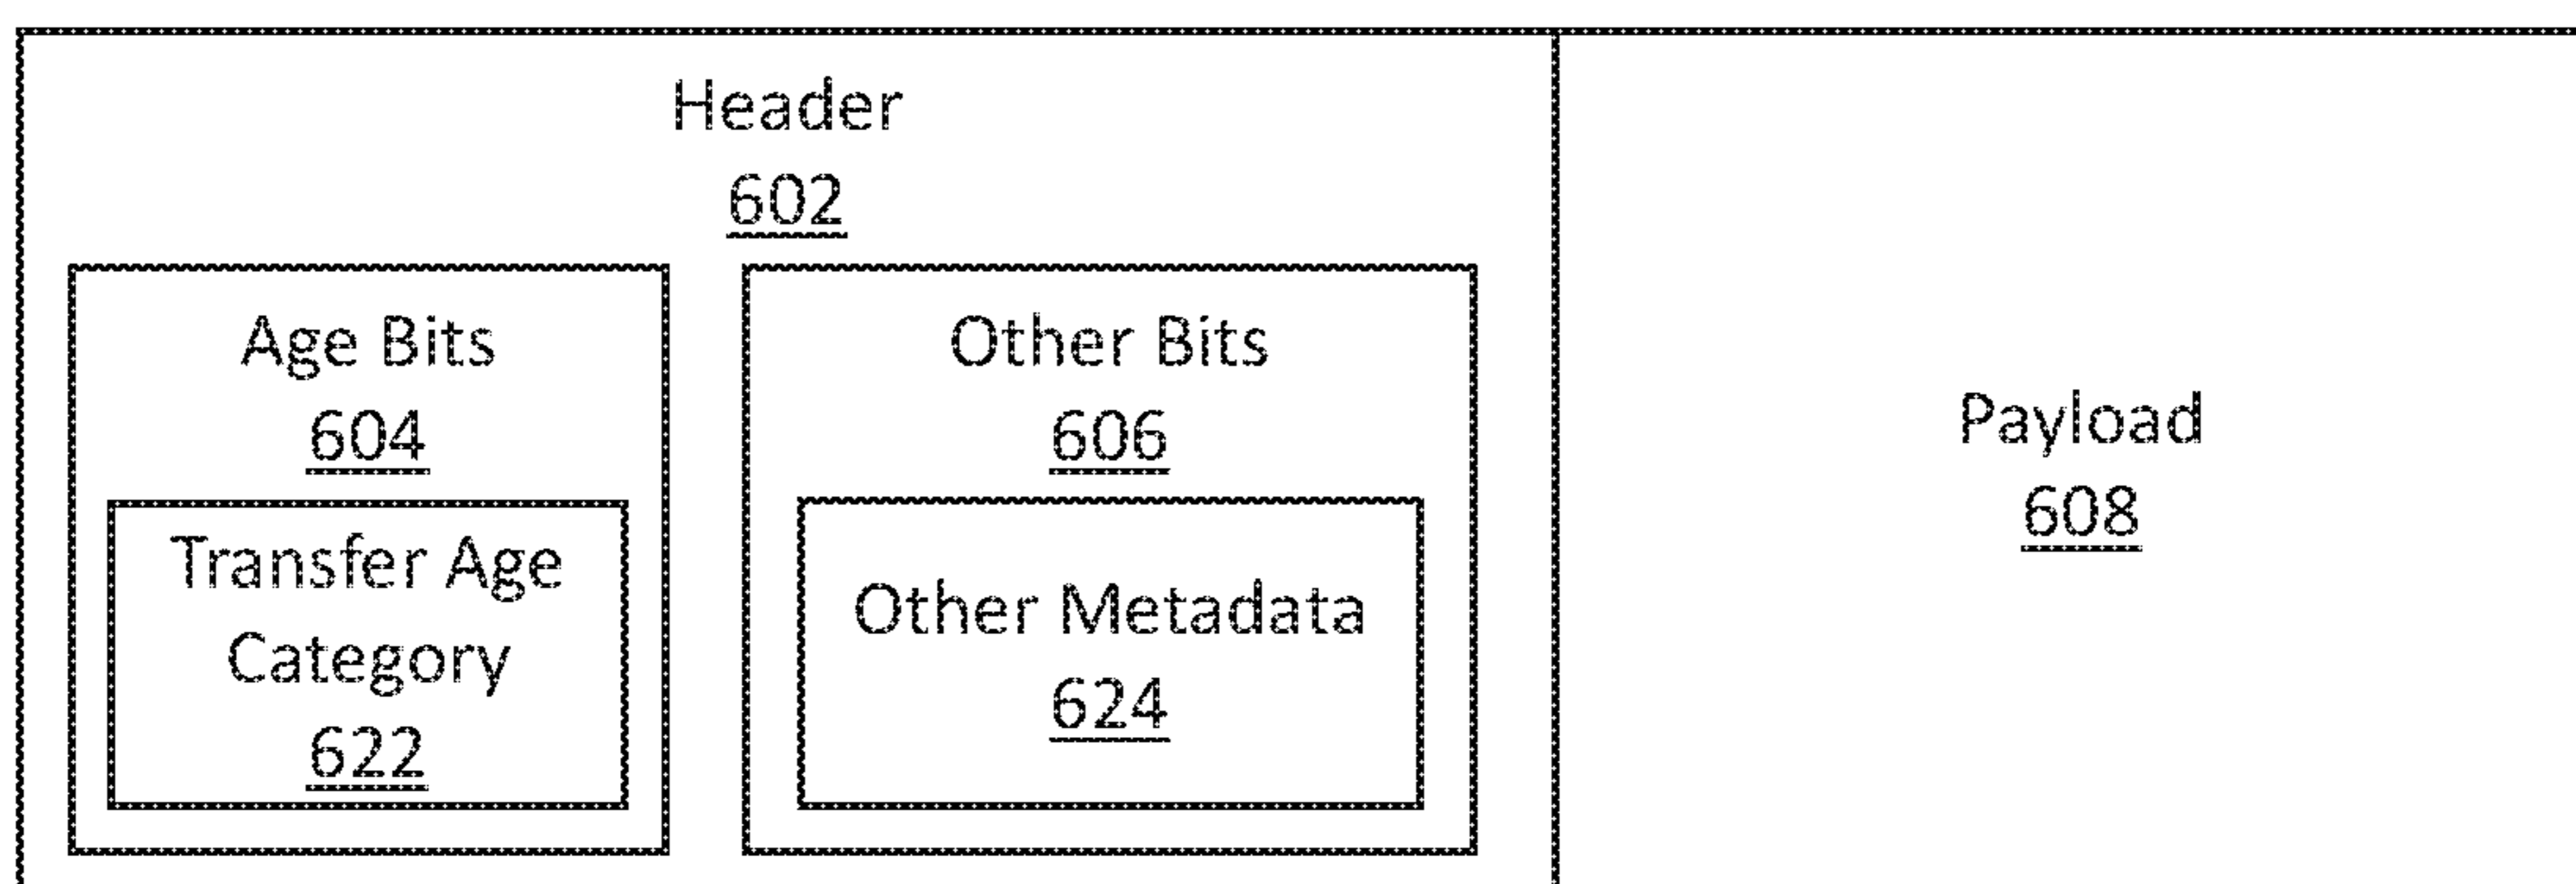 Header
602
Age Bits
604
Transfer Age
Category
622
Other Bits
606
Other Metadata
624
Payload
608